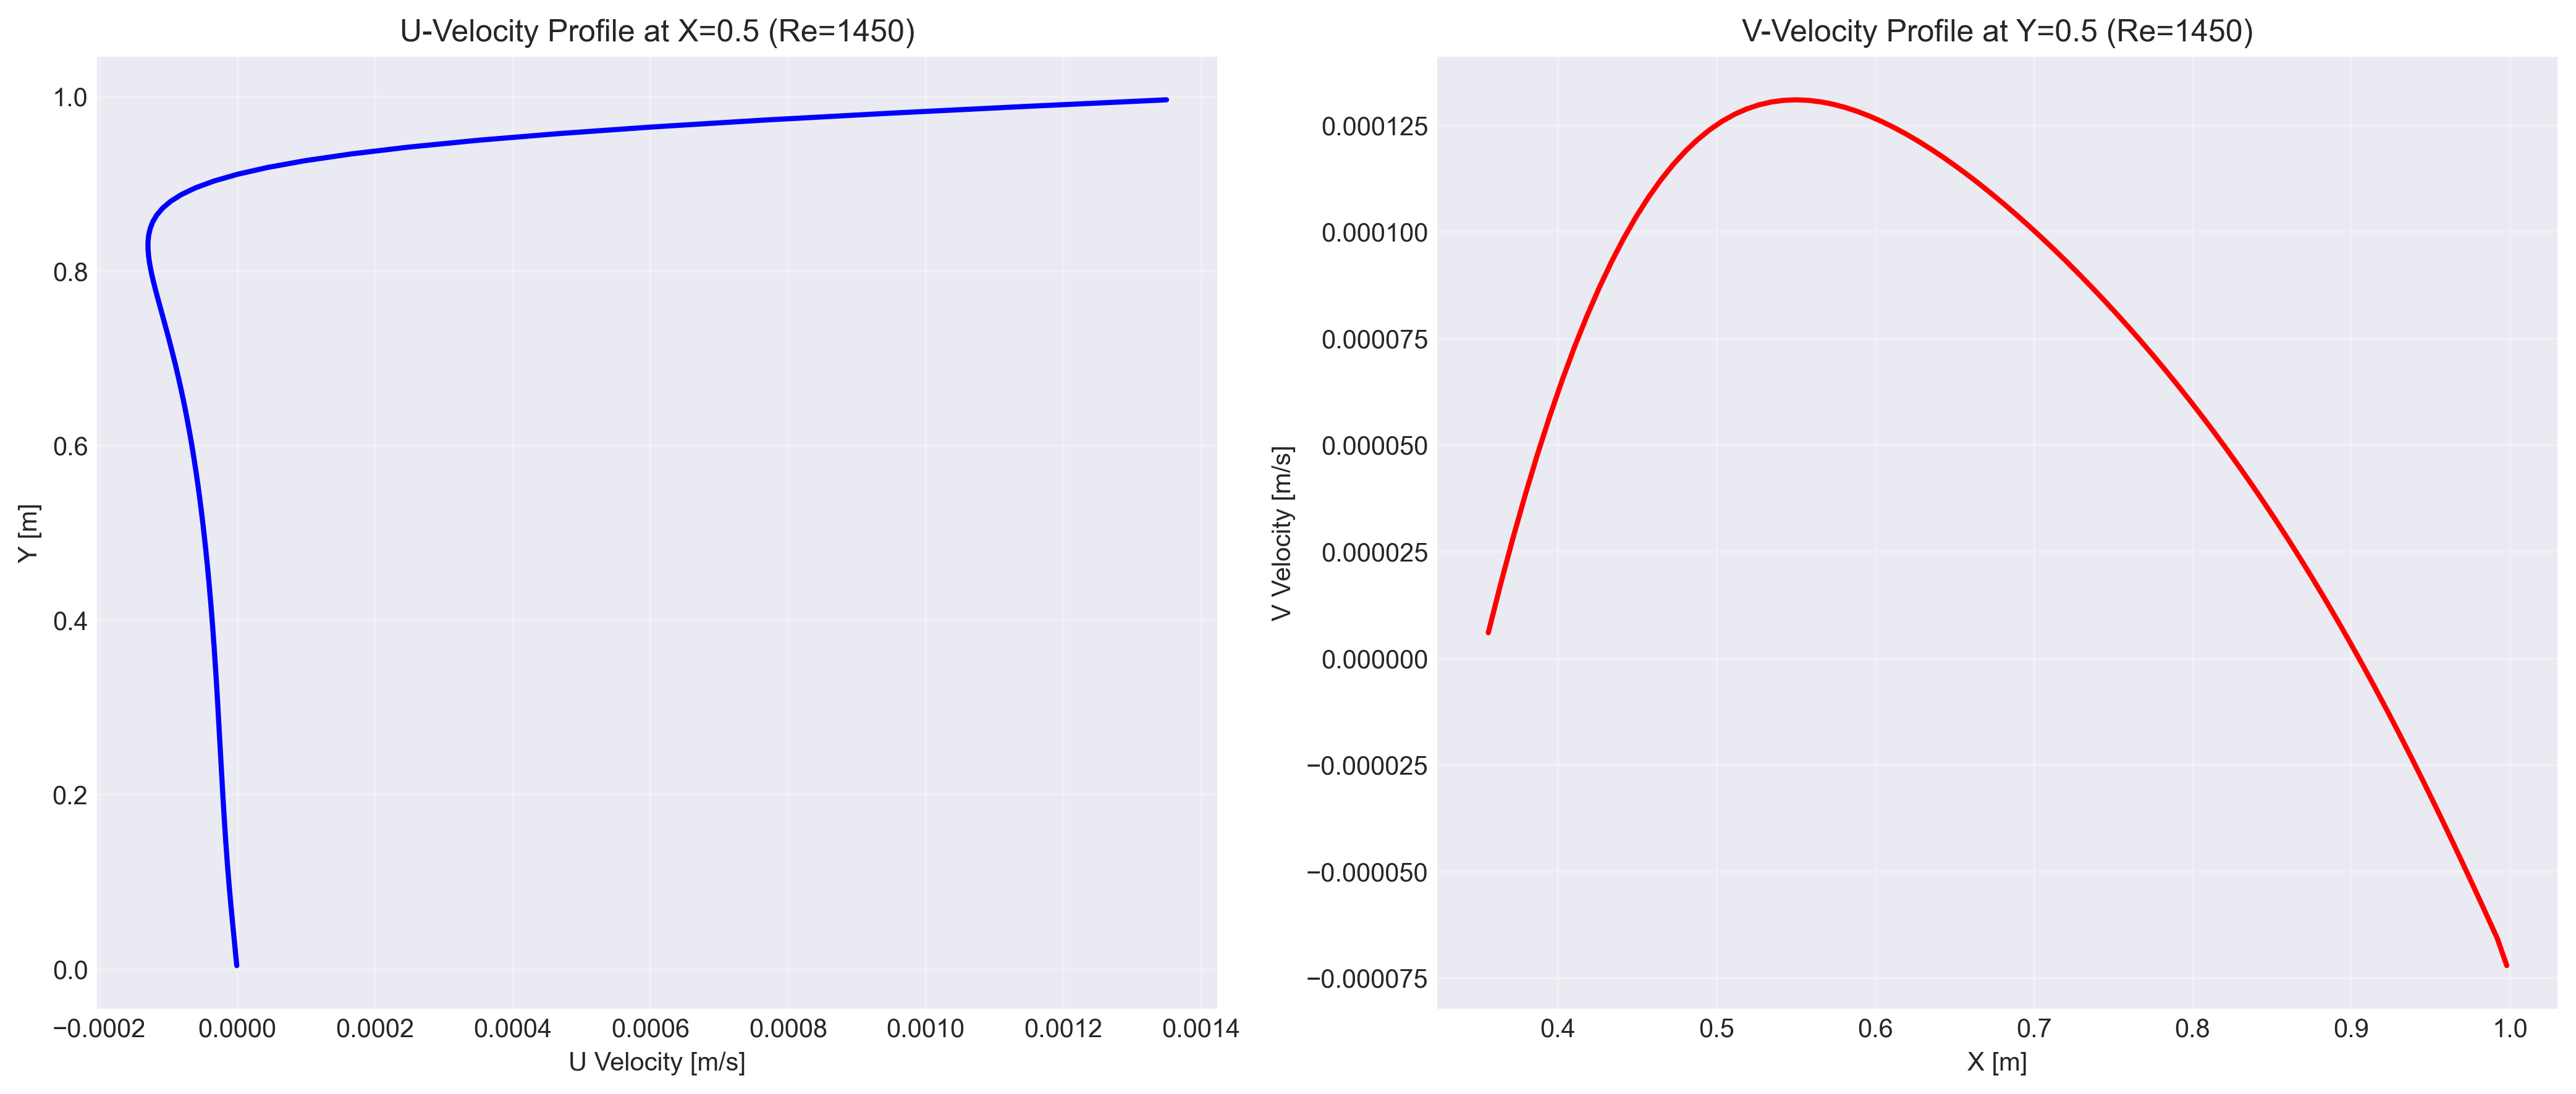 U-Velocity Profile at X=0.5 (Re=1450)
1.0
0.8
0.6
0.4
0.2
0.0
Y [m]
−0.0002 0.0000 0.0002 0.0004 0.0006 0.0008 0.0010 0.0012 0.0014
U Velocity [m/s]
V-Velocity Profile at Y=0.5 (Re=1450)
0.000125
0.000100
0.000075
0.000050
0.000025
0.000000
−0.000025
−0.000050
−0.000075
V Velocity [m/s]
0.4 0.5 0.6 0.7 0.8 0.9 1.0
X [m]